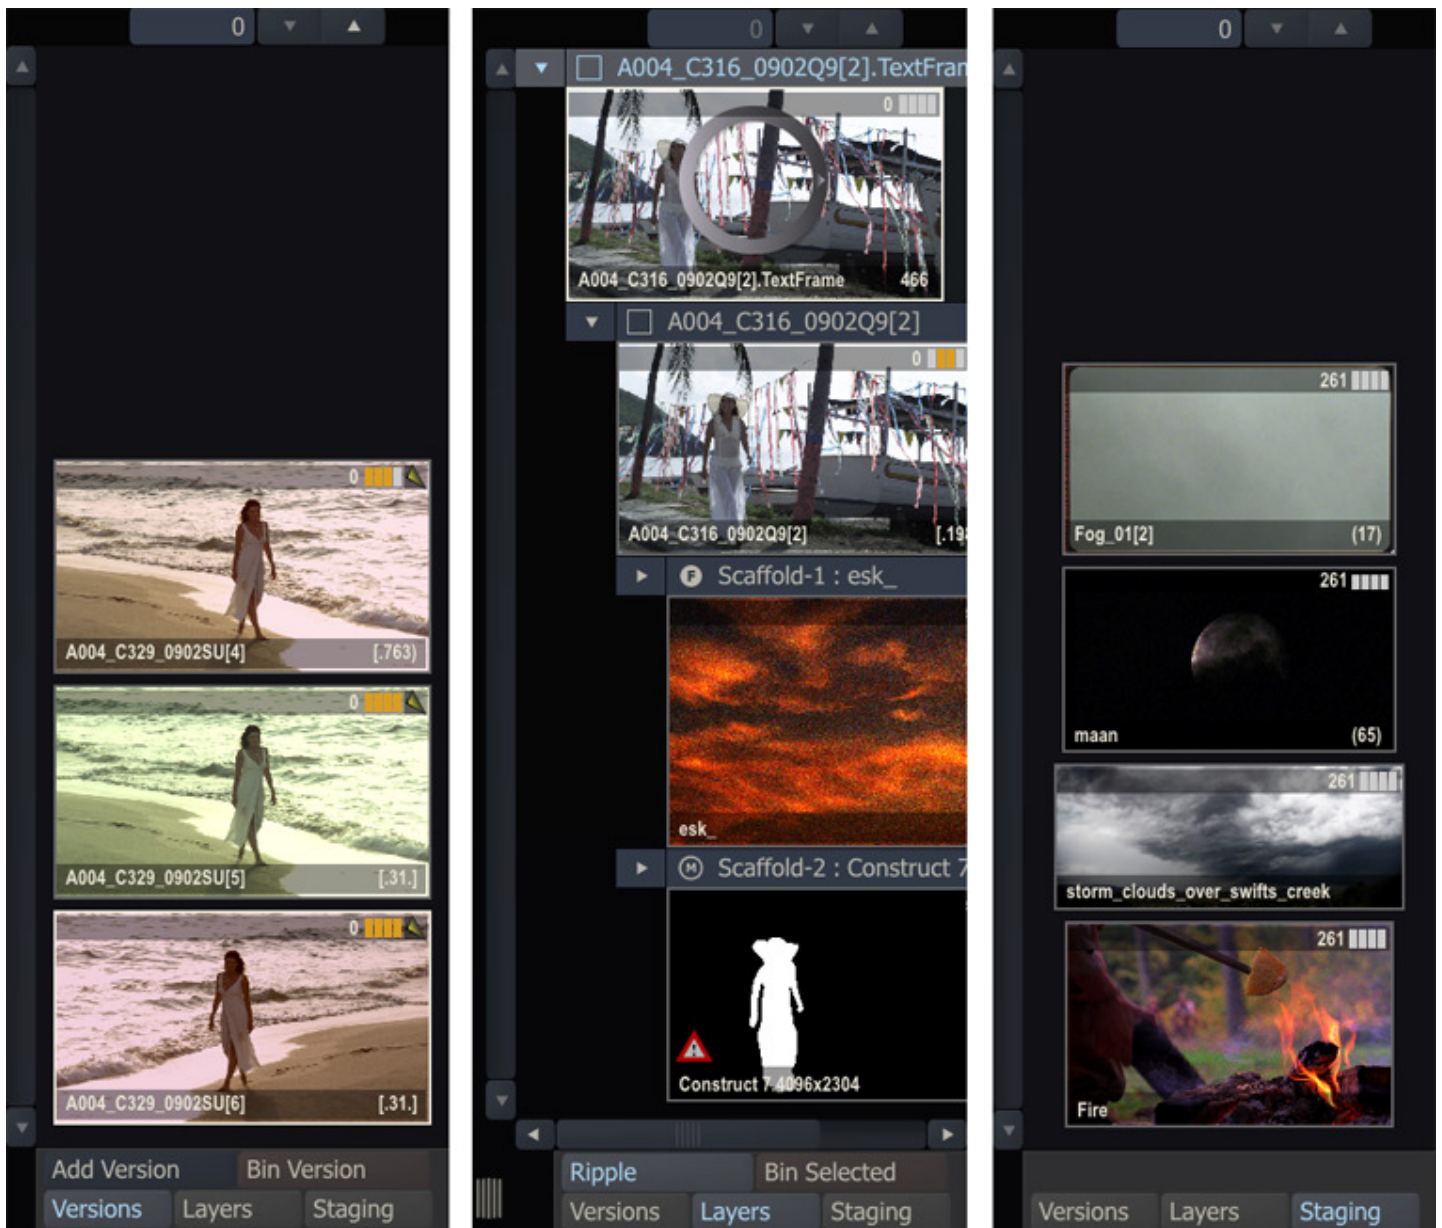 0
0
A004_C329_0902SU[4] [.763)
0
A004_C329_0902SU[5] [.31.]
0
A004_C329_0902SU[6] [.31.]
Add Version Bin Version
Versions Layers Staging
0
A004_C316_0902Q9[2].TextFran
0
A004_C316_0902Q9[2].TextFrame 466
A004_C316_0902Q9[2]
0
A004_C316_0902Q9[2] [.198
F Scaffold-1 : esk_
esk_
M Scaffold-2 : Construct 7
Construct 7.4096x2304
Ripple Bin Selected
Versions Layers Staging
0
261
Fog_01[2] (17)
261
maan (65)
261
storm_clouds_over_swifts_creek
261
Fire
Versions Layers Staging